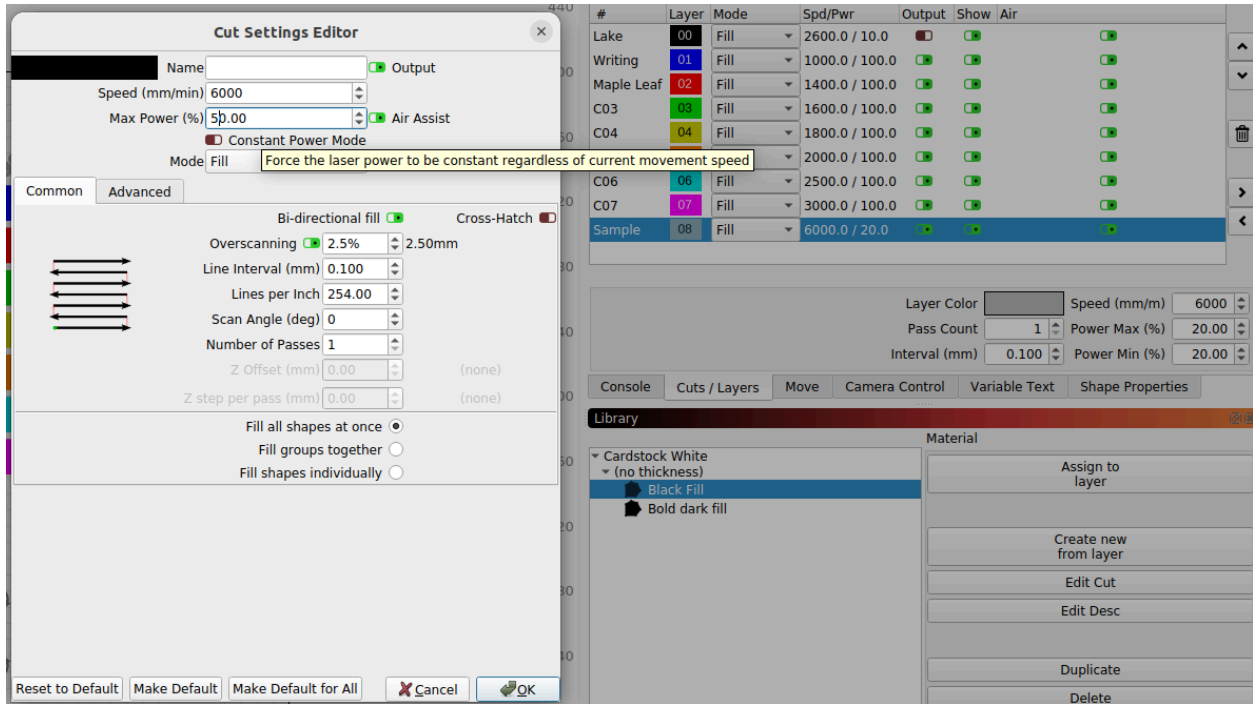 Cut Settings Editor
Name
Output
Speed (mm/min) 6000
Max Power (%) 50.00 Air Assist
Constant Power Mode
Mode Fill
Force the laser power to be constant regardless of current movement speed
Common Advanced
Bi-directional fill Cross-Hatch
Overscanning 2.5% 2.50mm
Line Interval (mm) 0.100
Lines per Inch 254.00
Scan Angle (deg) 0
Number of Passes 1
Z Offset (mm) 0.00 (none)
Z step per pass (mm) 0.00 (none)
Fill all shapes at once
Fill groups together
Fill shapes individually
Reset to Default Make Default Make Default for All Cancel OK
440
# Layer Mode Spd/Pwr Output Show Air
Lake 00 Fill 2600.0 / 10.0
Writing 01 Fill 1000.0 / 100.0
Maple Leaf 02 Fill 1400.0 / 100.0
C03 03 Fill 1600.0 / 100.0
C04 04 Fill 1800.0 / 100.0
2000.0 / 100.0
C06 06 Fill 2500.0 / 100.0
C07 07 Fill 3000.0 / 100.0
Sample 08 Fill 6000.0 / 20.0
Layer Color Speed (mm/m) 6000
Pass Count 1 Power Max (%) 20.00
Interval (mm) 0.100 Power Min (%) 20.00
Console Cuts / Layers Move Camera Control Variable Text Shape Properties
Library
Material
Cardstock White
(no thickness)
Black Fill
Bold dark fill
Assign to
layer
Create new
from layer
Edit Cut
Edit Desc
Duplicate
Delete